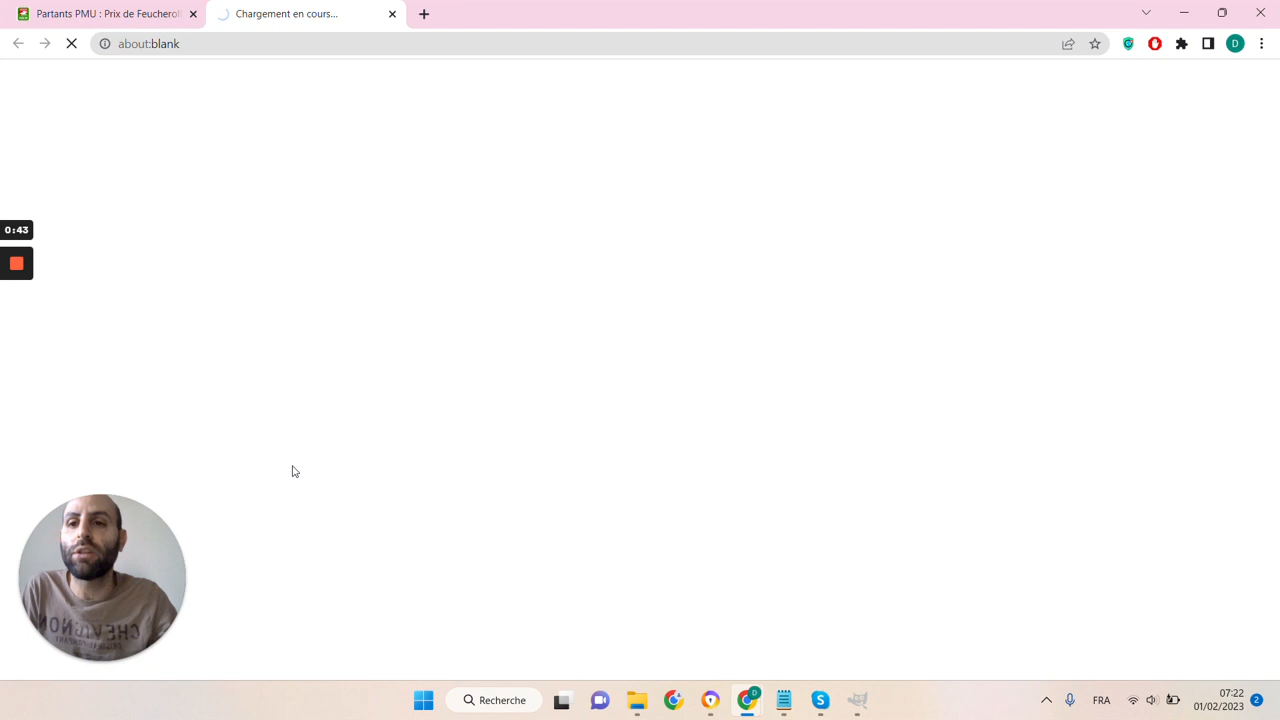 Partants PMU : Prix de Feucherol
Chargement en cours...
about:blank
D
0:43
CHEVIGNON
Recherche
D
FRA
07:22
01/02/2023
2